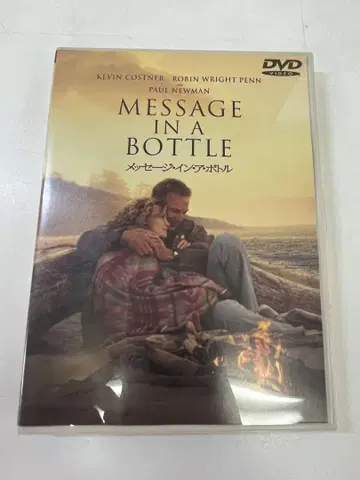 DVD
VIDEO
KEVIN COSTNER ROBIN WRIGHT PENN
AND
PAUL NEWMAN
MESSAGE
IN A
BOTTLE
メッセージ・イン・ア・ボトル